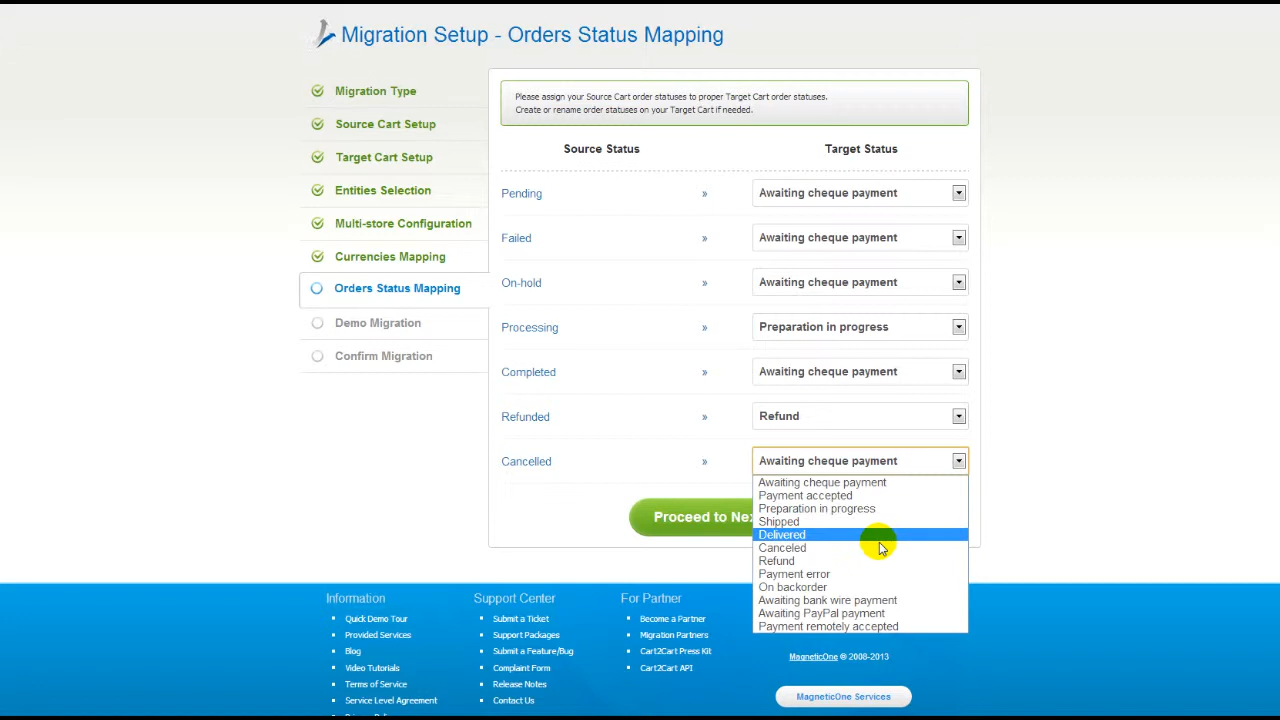 Migration Setup - Orders Status Mapping
Migration Type
Source Cart Setup
Target Cart Setup
Entities Selection
Multi-store Configuration
Currencies Mapping
Orders Status Mapping
Demo Migration
Confirm Migration
Please assign your Source Cart order statuses to proper Target Cart order statuses.
Create or rename order statuses on your Target Cart if needed.
Source Status Target Status
Pending » Awaiting cheque payment
Failed » Awaiting cheque payment
On-hold » Awaiting cheque payment
Processing » Preparation in progress
Completed » Awaiting cheque payment
Refunded » Refund
Cancelled » Awaiting cheque payment
Awaiting cheque payment
Payment accepted
Preparation in progress
Shipped
Delivered
Canceled
Refund
Payment error
On backorder
Awaiting bank wire payment
Awaiting PayPal payment
Payment remotely accepted
Proceed to Nex
Information
Quick Demo Tour
Provided Services
Blog
Video Tutorials
Terms of Service
Service Level Agreement
Support Center
Submit a Ticket
Support Packages
Submit a Feature/Bug
Complaint Form
Release Notes
Contact Us
For Partner
Become a Partner
Migration Partners
Cart2Cart Press Kit
Cart2Cart API
MagneticOne ® 2008-2013
MagneticOne Services